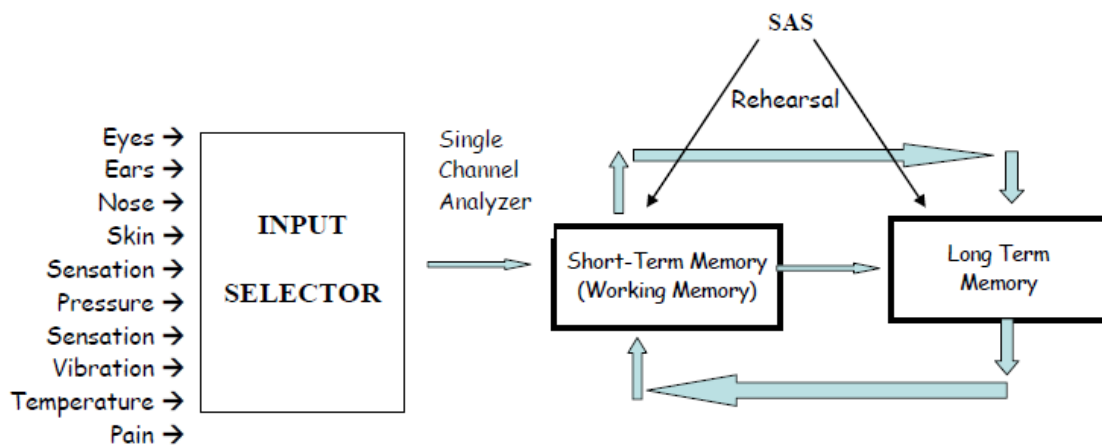 SAS
Rehearsal
Eyes →
Ears →
Nose →
Skin →
Sensation →
Pressure →
Sensation →
Vibration →
Temperature →
Pain →
INPUT
SELECTOR
Single
Channel
Analyzer
Short-Term Memory
(Working Memory)
Long Term
Memory